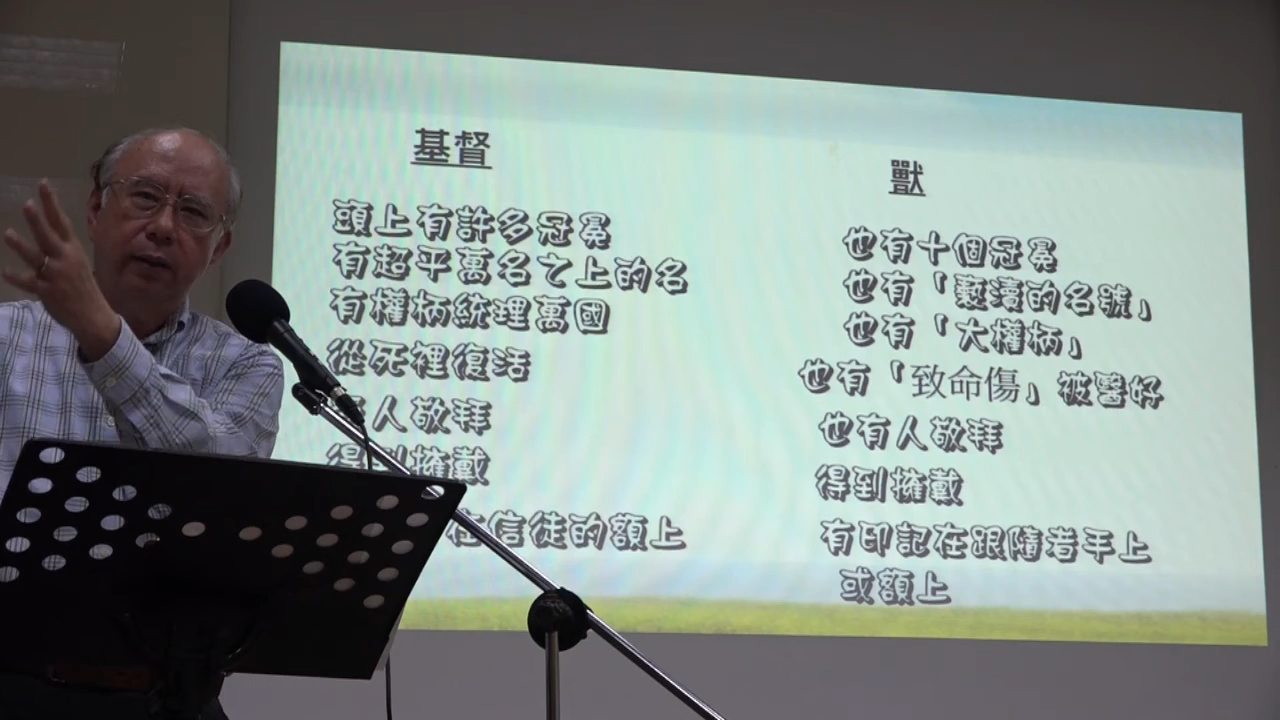 基督
頭上有許多冠冕
有超乎萬名之上的名
有權柄統理萬國
從死裡復活
人敬拜
得到擁戴
在信徒的額上
獸
也有十個冠冕
也有「褻瀆的名號」
也有「大權柄」
也有「致命傷」被醫好
也有人敬拜
得到擁戴
有印記在跟隨者手上
或額上